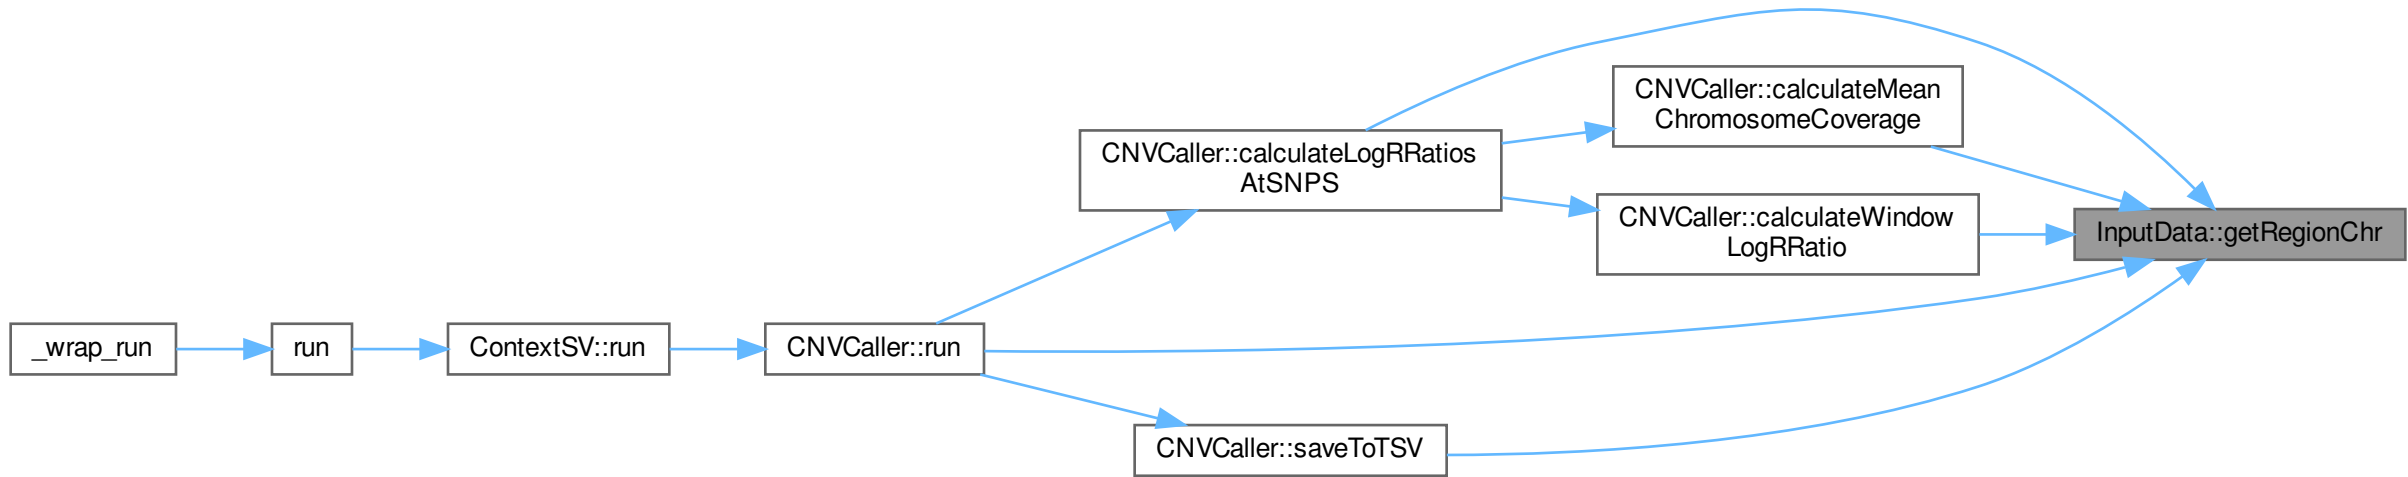 CNVCaller::calculateMean
ChromosomeCoverage
CNVCaller::calculateLogRRatios
AtSNPS
CNVCaller::calculateWindow
LogRRatio
InputData::getRegionChr
_wrap_run
run
ContextSV::run
CNVCaller::run
CNVCaller::saveToTSV